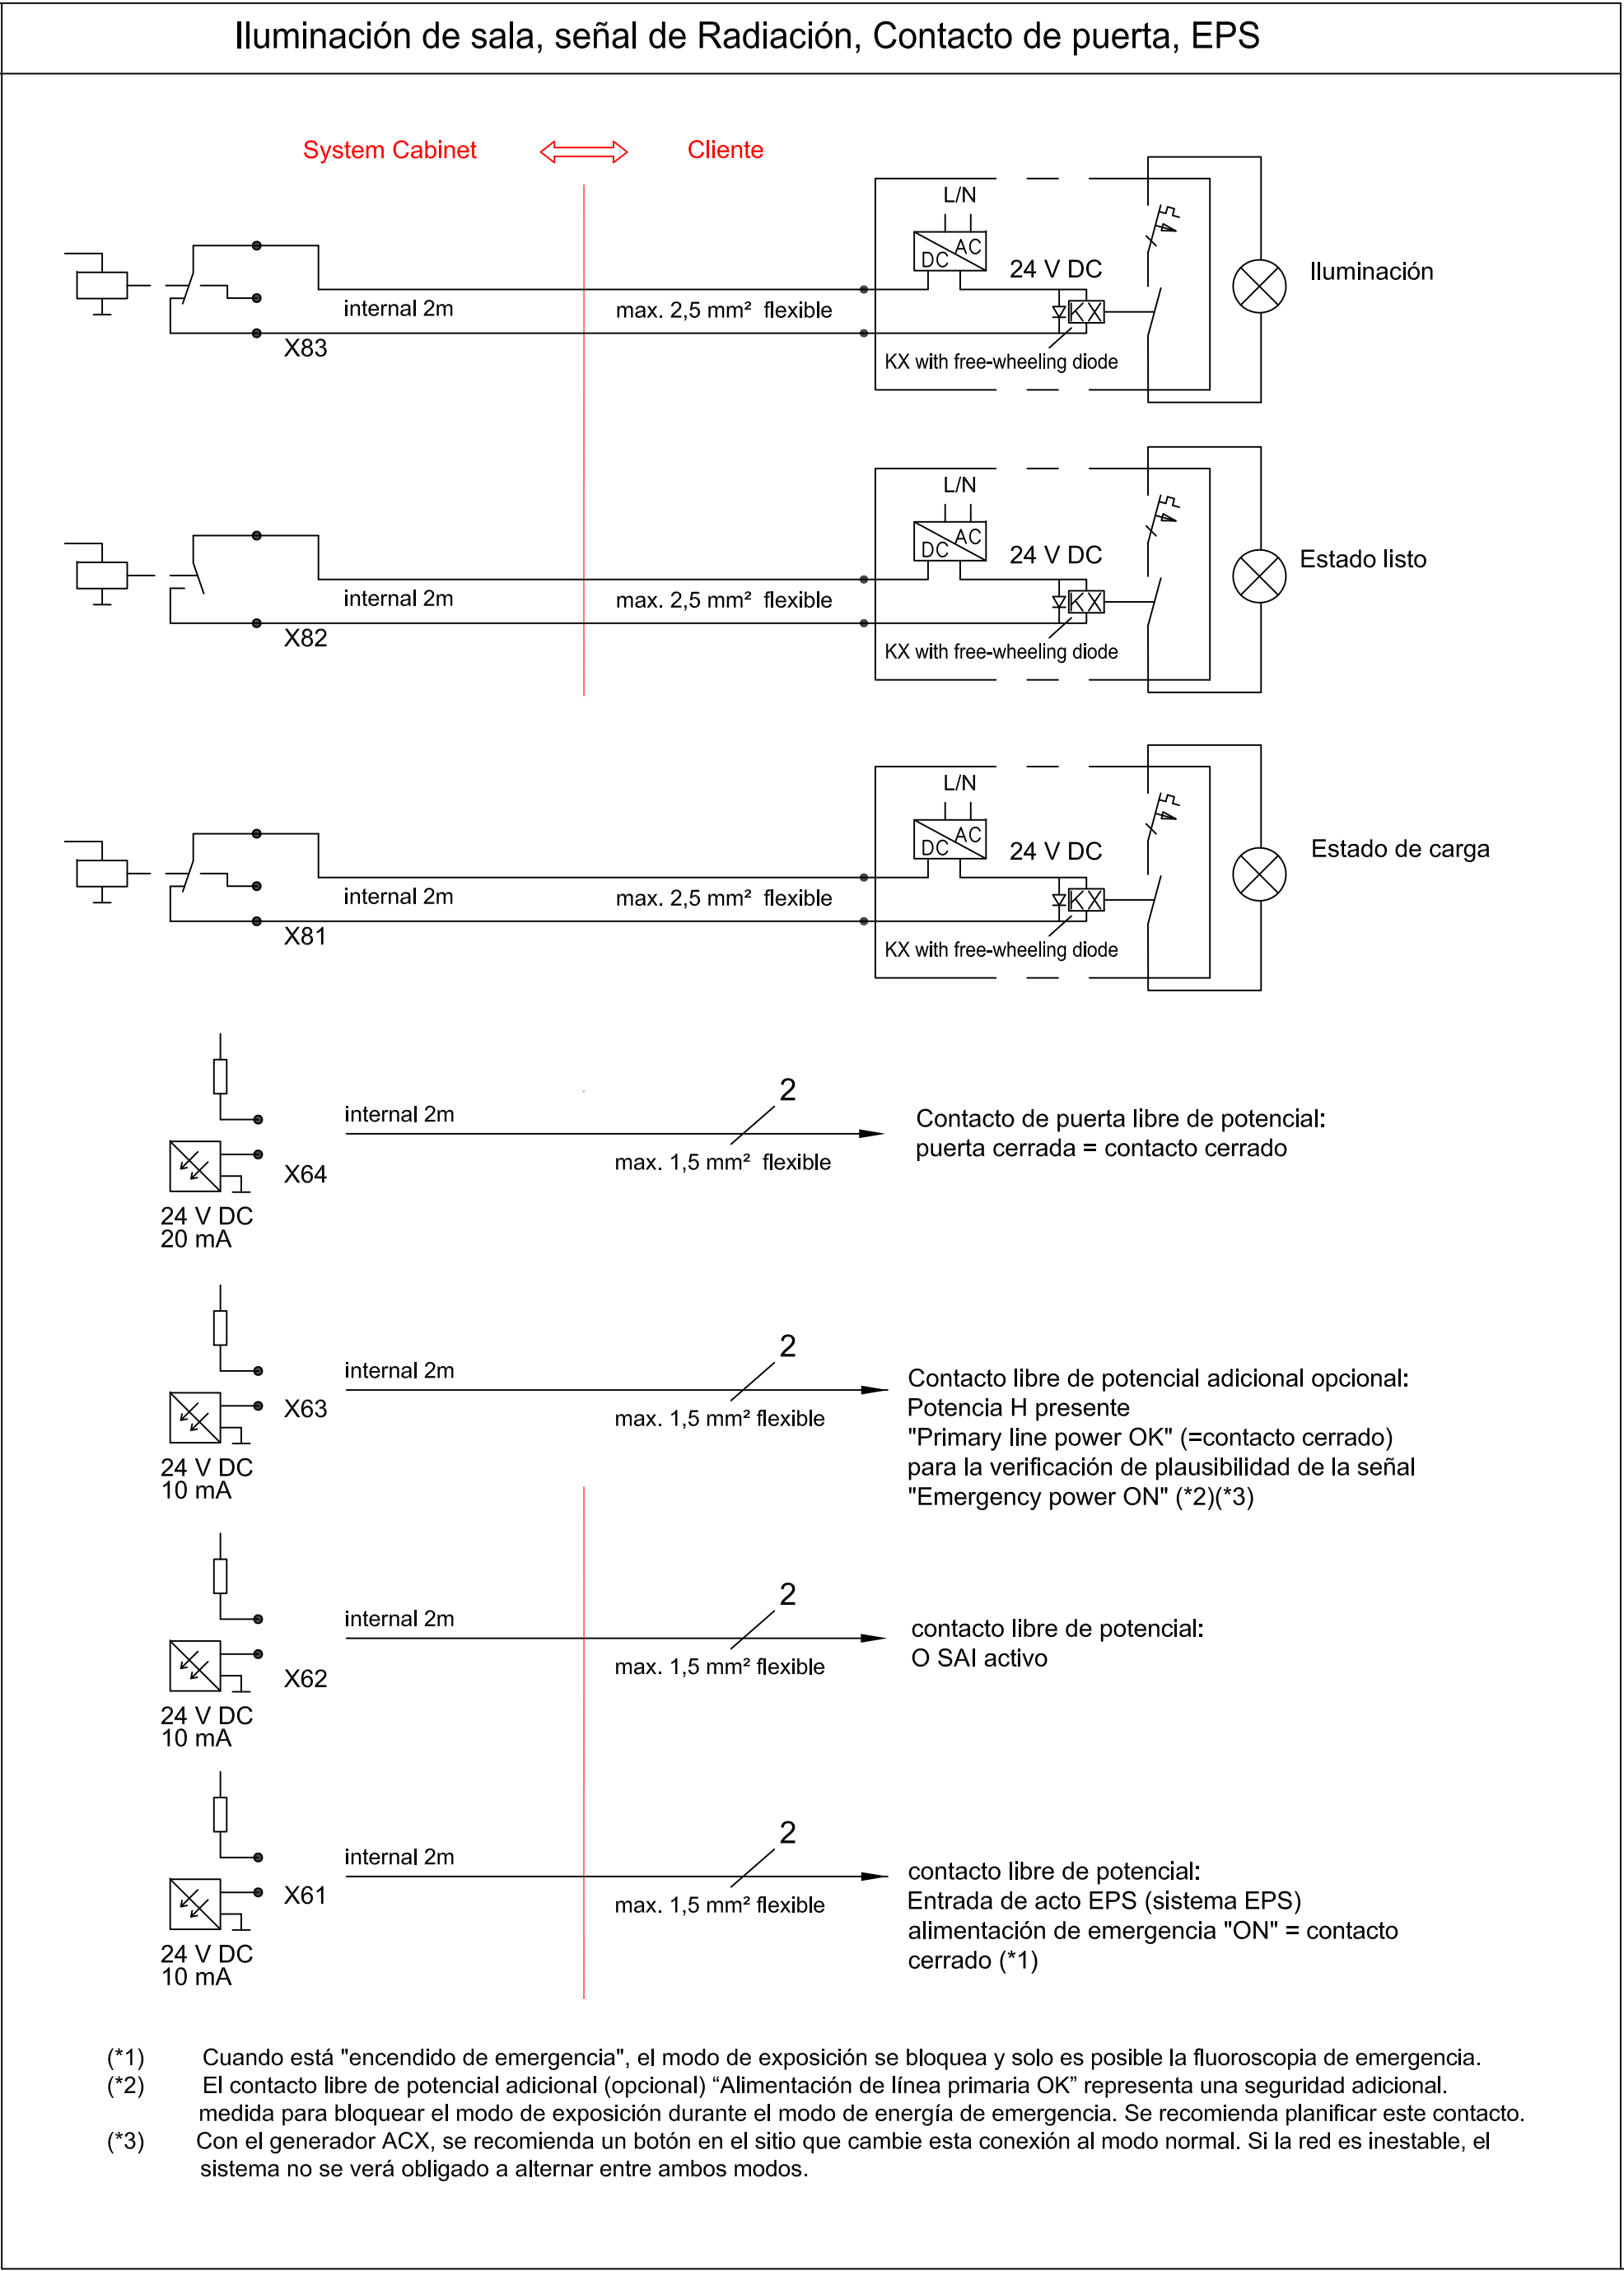 Iluminación de sala, señal de Radiación, Contacto de puerta, EPS
System Cabinet
Cliente
L/N
AC
DC
24 V DC
Iluminación
internal 2m
max. 2,5 mm² flexible
KX
X83
KX with free-wheeling diode
L/N
AC
DC
24 V DC
Estado listo
internal 2m
max. 2,5 mm² flexible
KX
X82
KX with free-wheeling diode
L/N
AC
DC
24 V DC
Estado de carga
internal 2m
max. 2,5 mm² flexible
KX
X81
KX with free-wheeling diode
internal 2m
2
Contacto de puerta libre de potencial:
puerta cerrada = contacto cerrado
max. 1,5 mm² flexible
X64
24 V DC
20 mA
internal 2m
2
Contacto libre de potencial adicional opcional:
Potencia H presente
"Primary line power OK" (=contacto cerrado)
para la verificación de plausibilidad de la señal
"Emergency power ON" (*2)(*3)
max. 1,5 mm² flexible
X63
24 V DC
10 mA
internal 2m
2
contacto libre de potencial:
O SAI activo
max. 1,5 mm² flexible
X62
24 V DC
10 mA
internal 2m
2
contacto libre de potencial:
Entrada de acto EPS (sistema EPS)
alimentación de emergencia "ON" = contacto
cerrado (*1)
max. 1,5 mm² flexible
X61
24 V DC
10 mA
(*1) Cuando está "encendido de emergencia", el modo de exposición se bloquea y solo es posible la fluoroscopia de emergencia.
(*2) El contacto libre de potencial adicional (opcional) “Alimentación de línea primaria OK” representa una seguridad adicional.
medida para bloquear el modo de exposición durante el modo de energía de emergencia. Se recomienda planificar este contacto.
(*3) Con el generador ACX, se recomienda un botón en el sitio que cambie esta conexión al modo normal. Si la red es inestable, el
sistema no se verá obligado a alternar entre ambos modos.